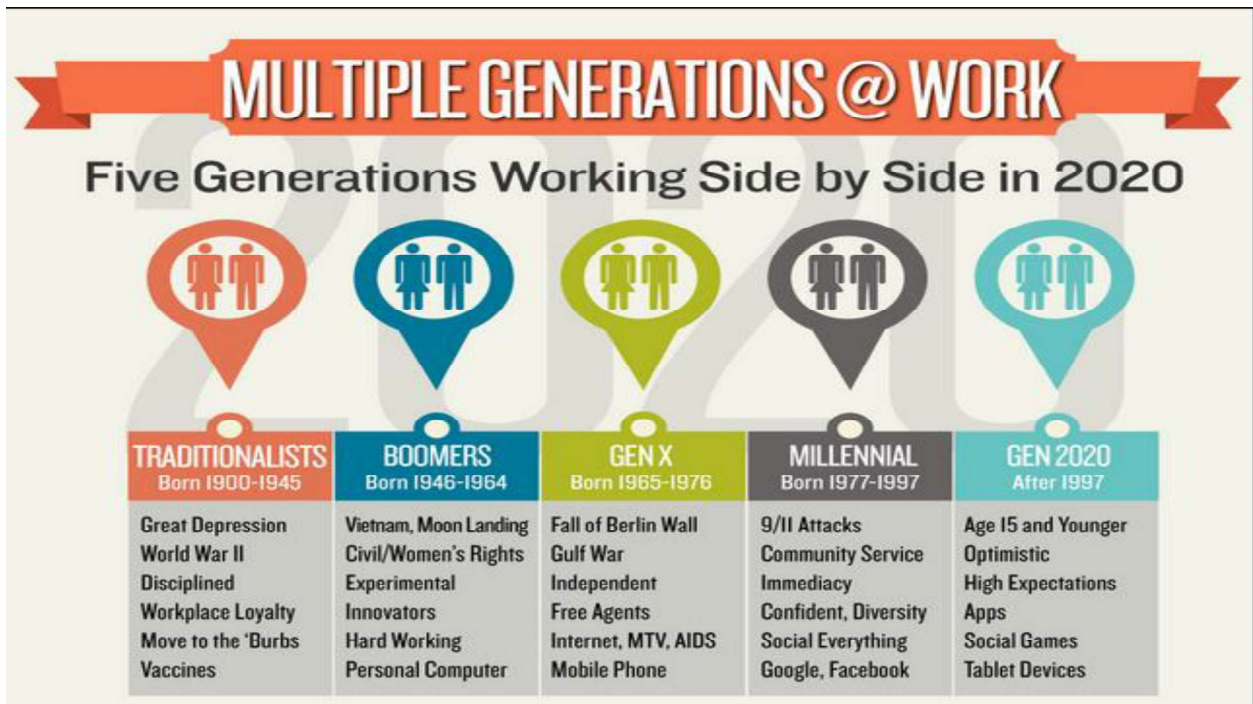 MULTIPLE GENERATIONS @ WORK
Five Generations Working Side by Side in 2020
2020
TRADITIONALISTS
Born 1900-1945
Great Depression
World War II
Disciplined
Workplace Loyalty
Move to the ‘Burbs
Vaccines
BOOMERS
Born 1946-1964
Vietnam, Moon Landing
Civil/Women's Rights
Experimental
Innovators
Hard Working
Personal Computer
GEN X
Born 1965-1976
Fall of Berlin Wall
Gulf War
Independent
Free Agents
Internet, MTV, AIDS
Mobile Phone
MILLENNIAL
Born 1977-1997
9/11 Attacks
Community Service
Immediacy
Confident, Diversity
Social Everything
Google, Facebook
GEN 2020
After 1997
Age 15 and Younger
Optimistic
High Expectations
Apps
Social Games
Tablet Devices